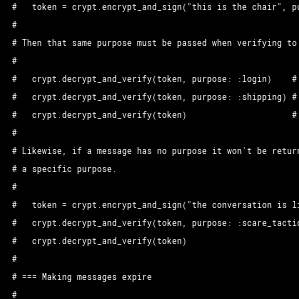 #   token = crypt.encrypt_and_sign("this is the chair",
#
# Then that same purpose must be passed when verifying to
#
#   crypt.decrypt_and_verify(token, purpose: :login)    #
#   crypt.decrypt_and_verify(token, purpose: :shipping) #
#   crypt.decrypt_and_verify(token)                     #
#
# Likewise, if a message has no purpose it won't be
# a specific purpose.
#
#   token = crypt.encrypt_and_sign("the conversation is
#   crypt.decrypt_and_verify(token, purpose:
#   crypt.decrypt_and_verify(token)
#
# === Making messages expire
#